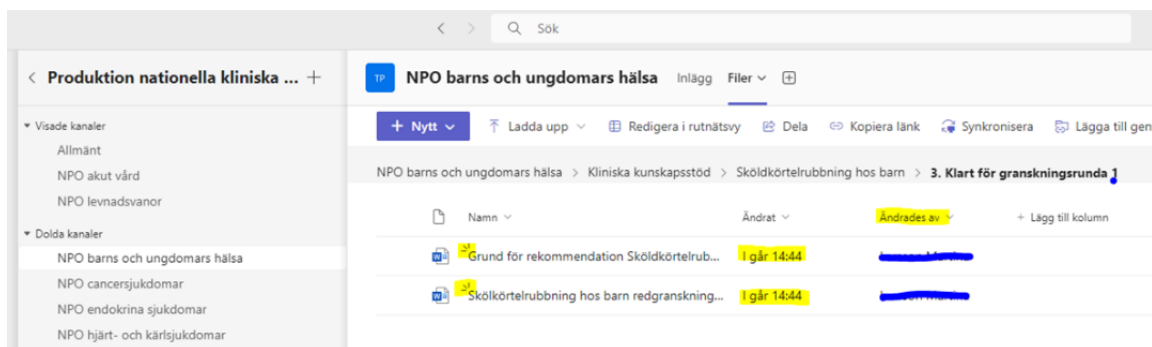 Sök
Produktion nationella kliniska ...
Visade kanaler
Allmänt
NPO akut vård
NPO levnadsvanor
Dolda kanaler
NPO barns och ungdomars hälsa
NPO cancersjukdomar
NPO endokrina sjukdomar
NPO hjärt- och kärlsjukdomar
TP NPO barns och ungdomars hälsa Inlägg Filer
+ Nytt Ladda upp Redigera i rutnätsvy Dela Kopiera länk Synkronisera Lägga till gen
NPO barns och ungdomars hälsa > Kliniska kunskapsstöd > Sköldkörtelrubbning hos barn > 3. Klart för granskningsrunda 1
Namn Ändrat Ändrades av + Lägg till kolumn
Grund för rekommendation Sköldkörtelrub... I går 14:44
Skölkörtelrubbning hos barn redgranskning... I går 14:44